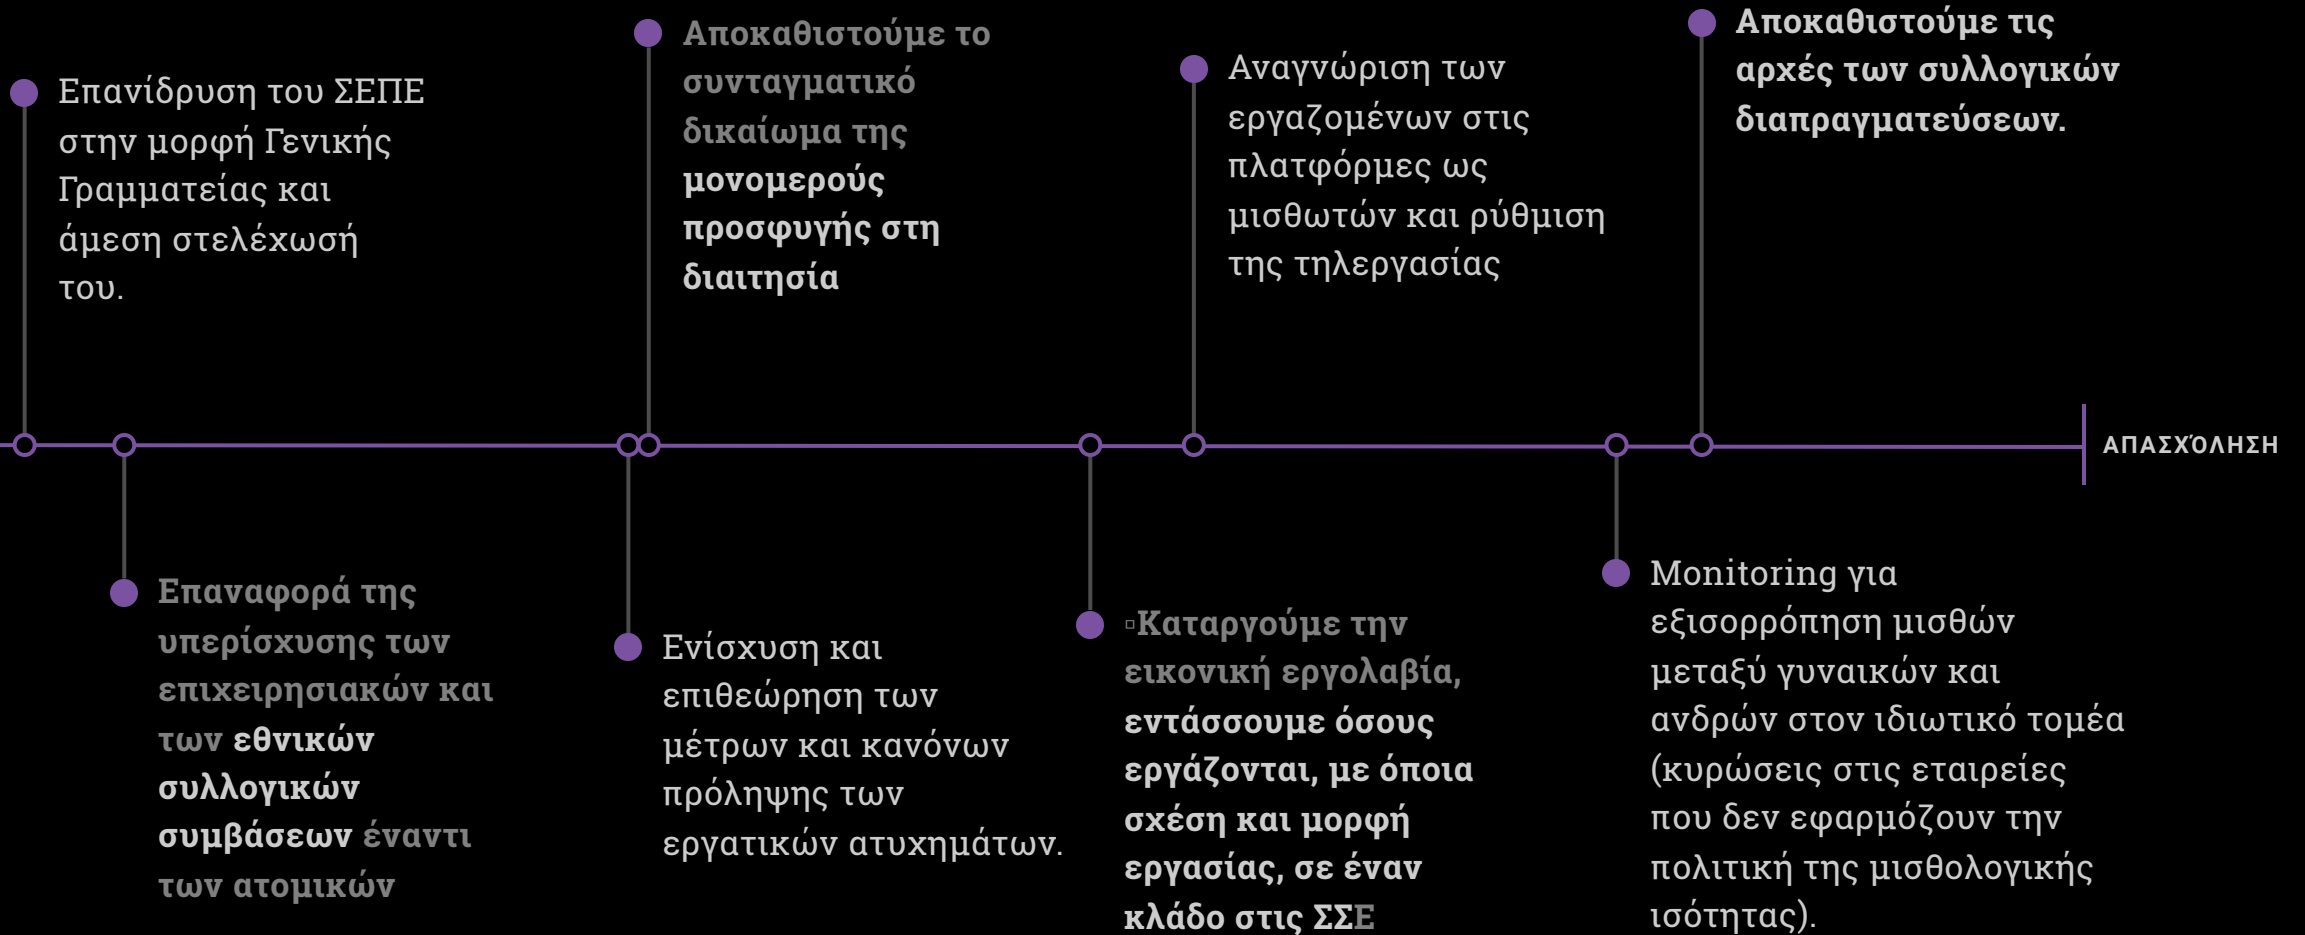 Επανίδρυση του ΣΕΠΕ
στην μορφή Γενικής
Γραμματείας και
άμεση στελέχωσή
του.
Αποκαθιστούμε το
συνταγματικό
δικαίωμα της
μονομερούς
προσφυγής στη
διαιτησία
Αναγνώριση των
εργαζομένων στις
πλατφόρμες ως
μισθωτών και ρύθμιση
της τηλεργασίας
Αποκαθιστούμε τις
αρχές των συλλογικών
διαπραγματεύσεων.
ΑΠΑΣΧΌΛΗΣΗ
Επαναφορά της
υπερίσχυσης των
επιχειρησιακών και
των εθνικών
συλλογικών
συμβάσεων έναντι
των ατομικών
Ενίσχυση και
επιθεώρηση των
μέτρων και κανόνων
πρόληψης των
εργατικών ατυχημάτων.
▫Καταργούμε την
εικονική εργολαβία,
εντάσσουμε όσους
εργάζονται, με όποια
σχέση και μορφή
εργασίας, σε έναν
κλάδο στις ΣΣΕ
Monitoring για
εξισορρόπηση μισθών
μεταξύ γυναικών και
ανδρών στον ιδιωτικό τομέα
(κυρώσεις στις εταιρείες
που δεν εφαρμόζουν την
πολιτική της μισθολογικής
ισότητας).